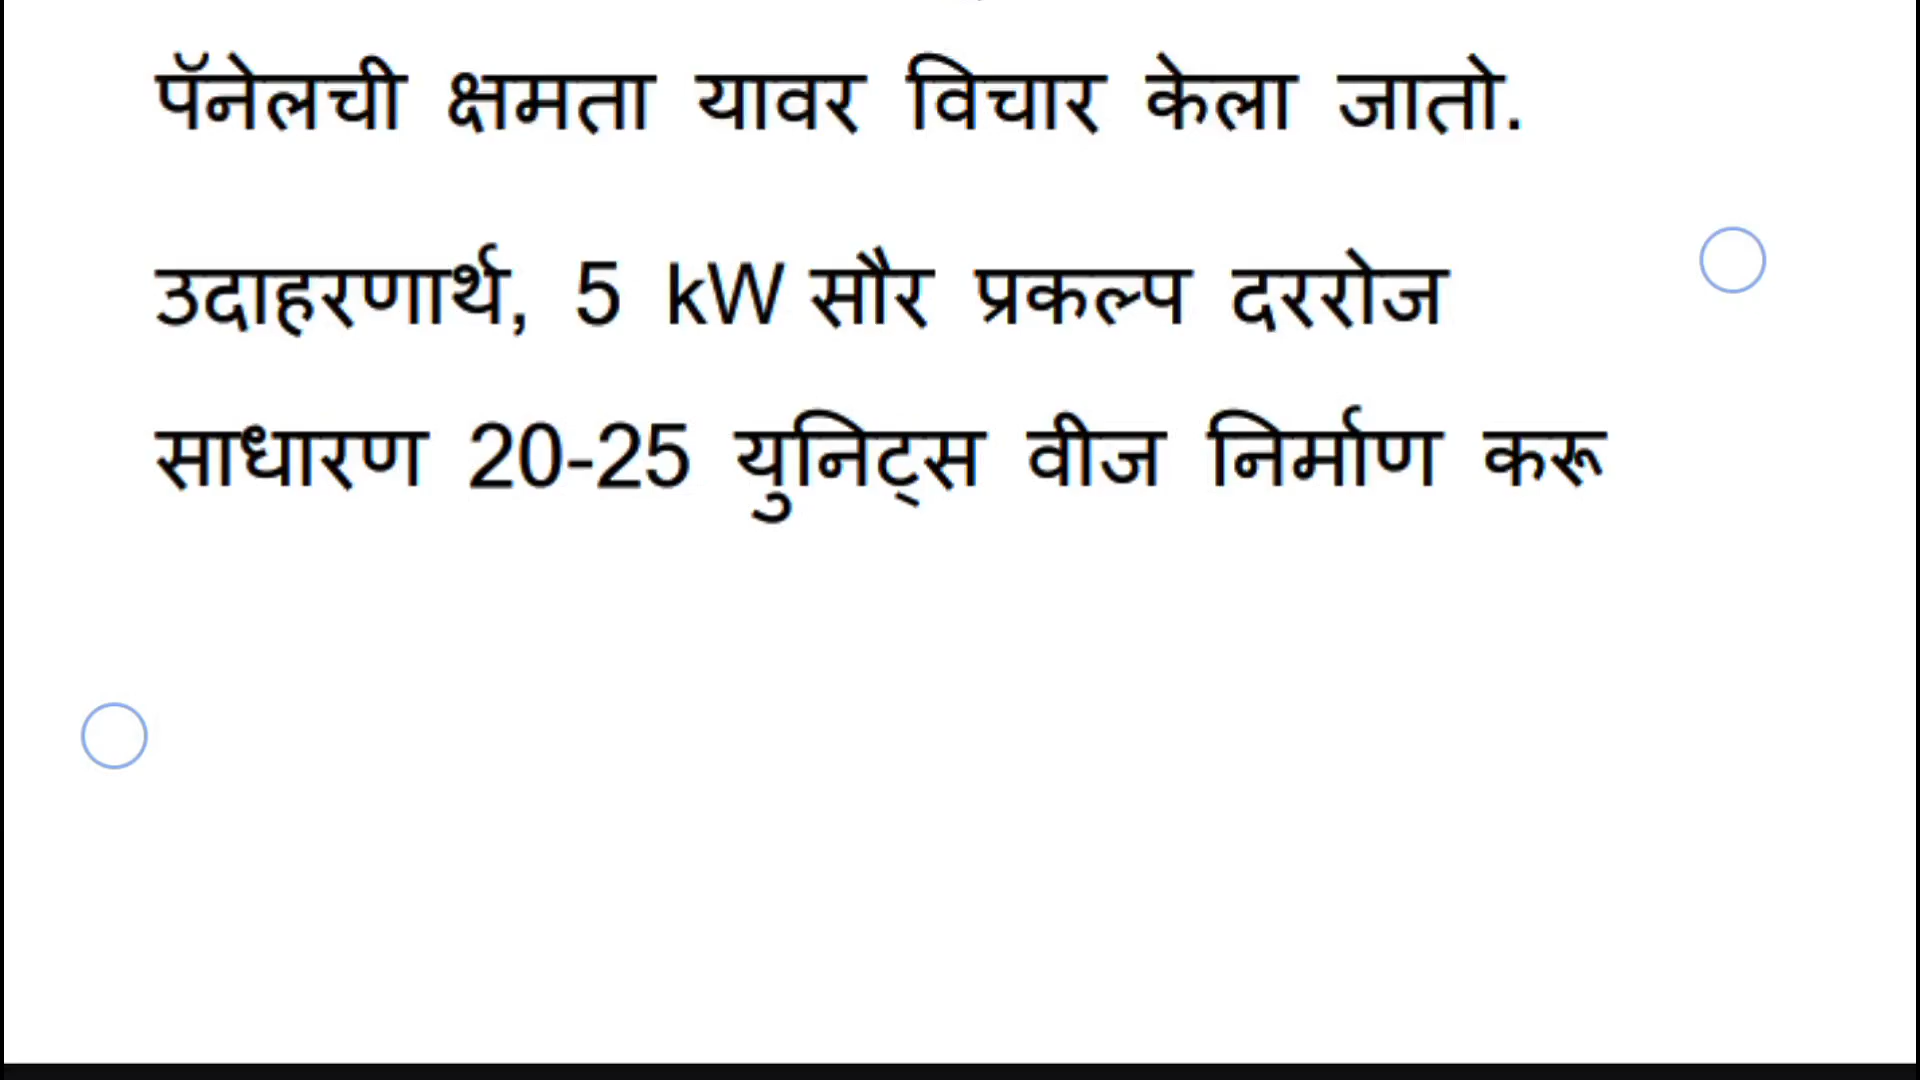 पॅनेलची क्षमता यावर विचार केला जातो.
उदाहरणार्थ, 5 kW सौर प्रकल्प दररोज
साधारण 20-25 युनिट्स वीज निर्माण करू